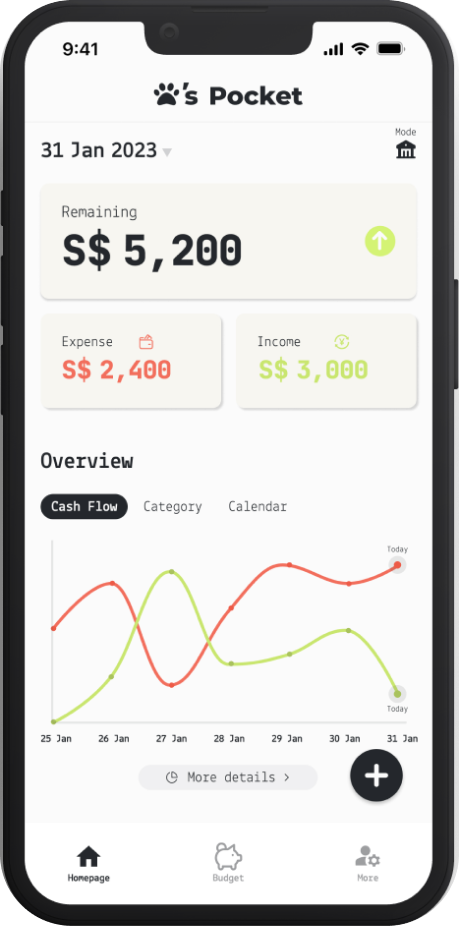 9:41
's Pocket
Mode
31 Jan 2023
Remaining
S$ 5,200
Expense
Income
S$ 2,400
S$ 3,000
Overview
Cash Flow Category Calendar
Today
Today
25 Jan 26 Jan 27 Jan 28 Jan 29 Jan 30 Jan 31 Jan
More details >
Homepage Budget More